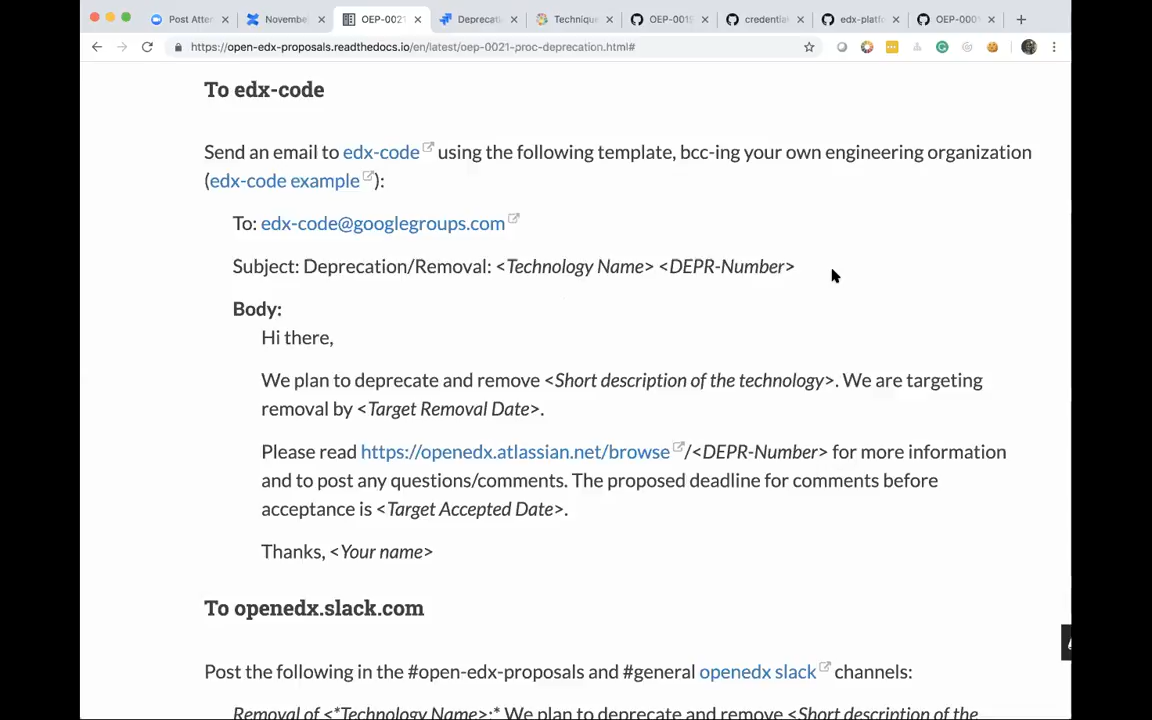 Post Atter
Novembe
OEP-0021
Deprecati
Technique
OEP-0015
credentia
edx-platf
OEP-0001
https://open-edx-proposals.readthedocs.io/en/latest/oep-0021-proc-deprecation.html#
To edx-code
Send an email to edx-code using the following template, bcc-ing your own engineering organization
(edx-code example):
To: edx-code@googlegroups.com
Subject: Deprecation/Removal: <Technology Name> <DEPR-Number>
Body:
Hi there,
We plan to deprecate and remove <Short description of the technology>. We are targeting
removal by <Target Removal Date>.
Please read https://openedx.atlassian.net/browse/<DEPR-Number> for more information
and to post any questions/comments. The proposed deadline for comments before
acceptance is <Target Accepted Date>.
Thanks, <Your name>
To openedx.slack.com
Post the following in the #open-edx-proposals and #general openedx slack channels:
Removal of <*Technology Name>:* We plan to deprecate and remove <Short description of the